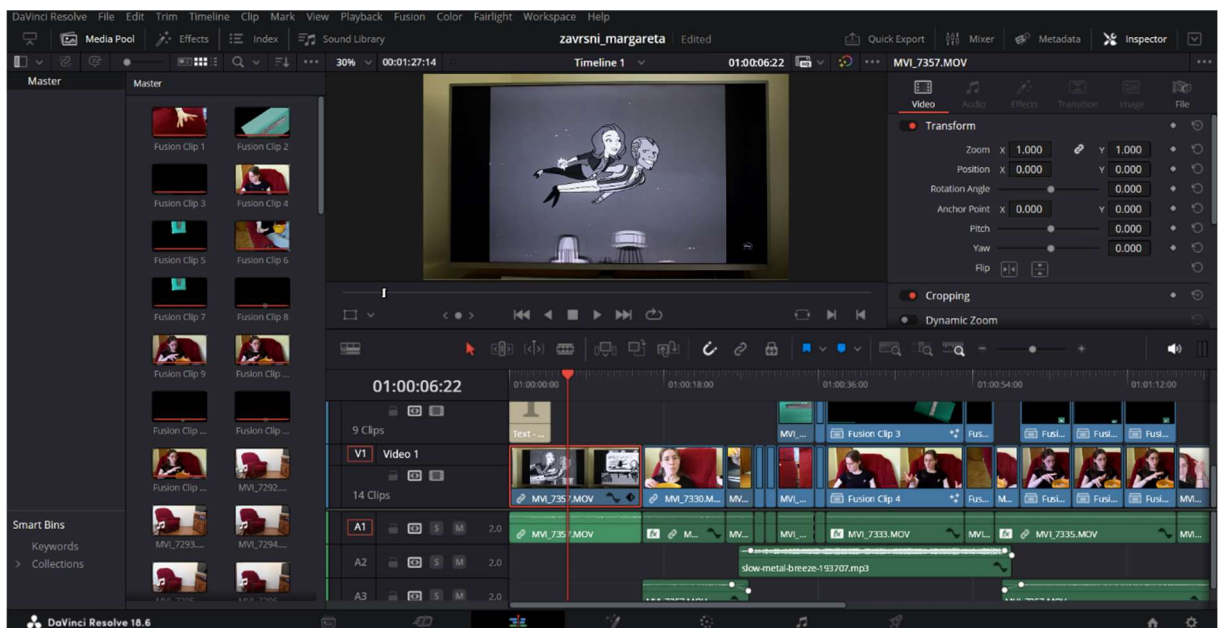 DaVinci Resolve File Edit Trim Timeline Clip Mark View Playback Fusion Color Fairlight Workspace Help
Media Pool Effects Index Sound Library zavrsni_margareta Edited Quick Export Mixer Metadata Inspector
30% 00:01:27:14 Timeline 1 01:00:06:22 MVI_7357.MOV
Master Master
Video Audio Effects Transition Image File
Transform
Zoom X 1.000 Y 1.000
Position X 0.000 Y 0.000
Rotation Angle 0.000
Anchor Point X 0.000 Y 0.000
Pitch 0.000
Yaw 0.000
Flip
Cropping
Dynamic Zoom
Fusion Clip 1 Fusion Clip 2
Fusion Clip 3 Fusion Clip 4
Fusion Clip 5 Fusion Clip 6
Fusion Clip 7 Fusion Clip 8
Fusion Clip 9 Fusion Clip ...
Fusion Clip ... Fusion Clip ...
Fusion Clip ... MVI_7292....
MVI_7293.... MVI_7294....
Smart Bins
Keywords
Collections
01:00:06:22 01:00:00:00 01:00:18:00 01:00:36:00 01:00:54:00 01:01:12:00
9 Clips Text - ... MVI_... Fusion Clip 3 Fus... Fusi... Fusi... Fusi...
V1 Video 1
14 Clips MVI_7357.MOV MVI_7330.M... MV... MVI_... Fusion Clip 4 Fus... M... Fusi... Fusi... Fusi... MVI...
A1 S M 2.0 MVI_7357.MOV fx M... MV... MVI_... fx MVI_7333.MOV MVI... fx MVI_7335.MOV MVI...
A2 S M 2.0 slow-metal-breeze-193707.mp3
A3 S M 2.0
DaVinci Resolve 18.6